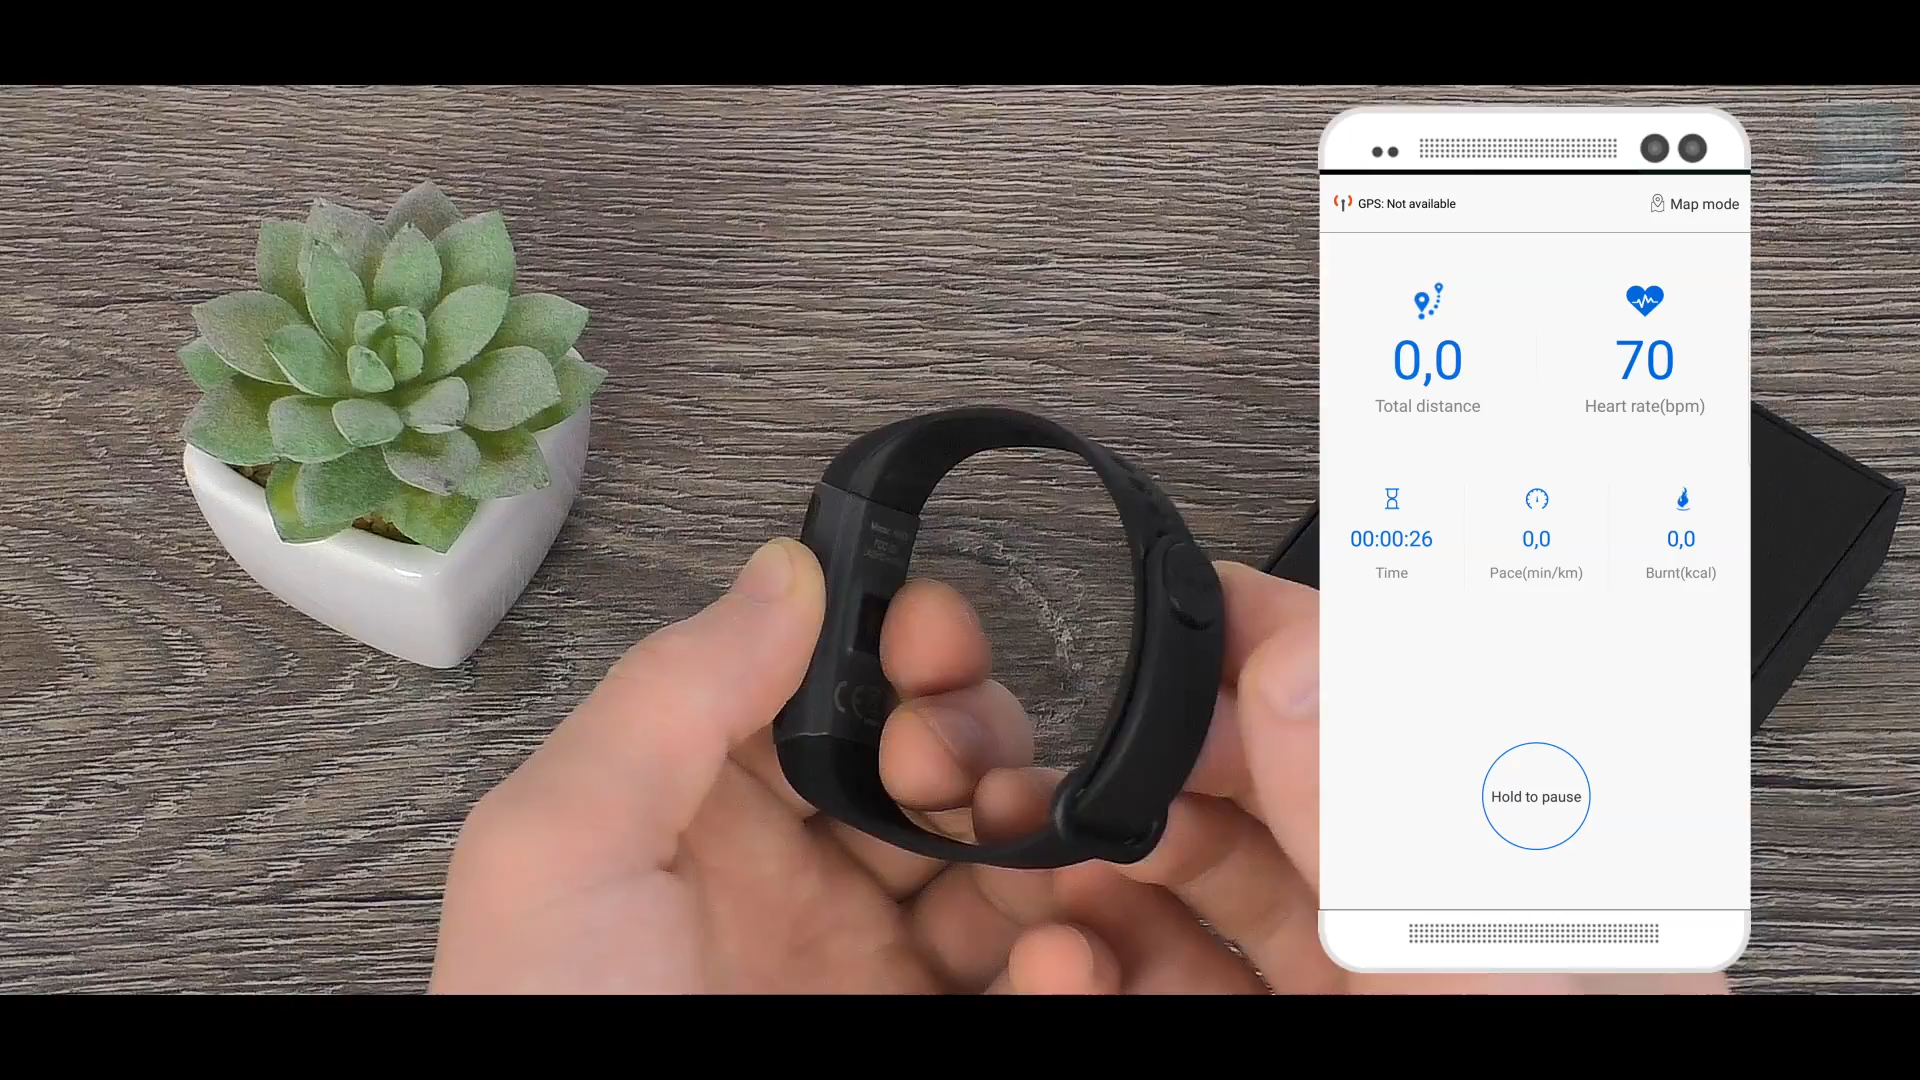 GPS: Not available
Map mode
0,0
70
Total distance
Heart rate(bpm)
00:00:26
0,0
0,0
Time
Pace(min/km)
Burnt(kcal)
Hold to pause
CE